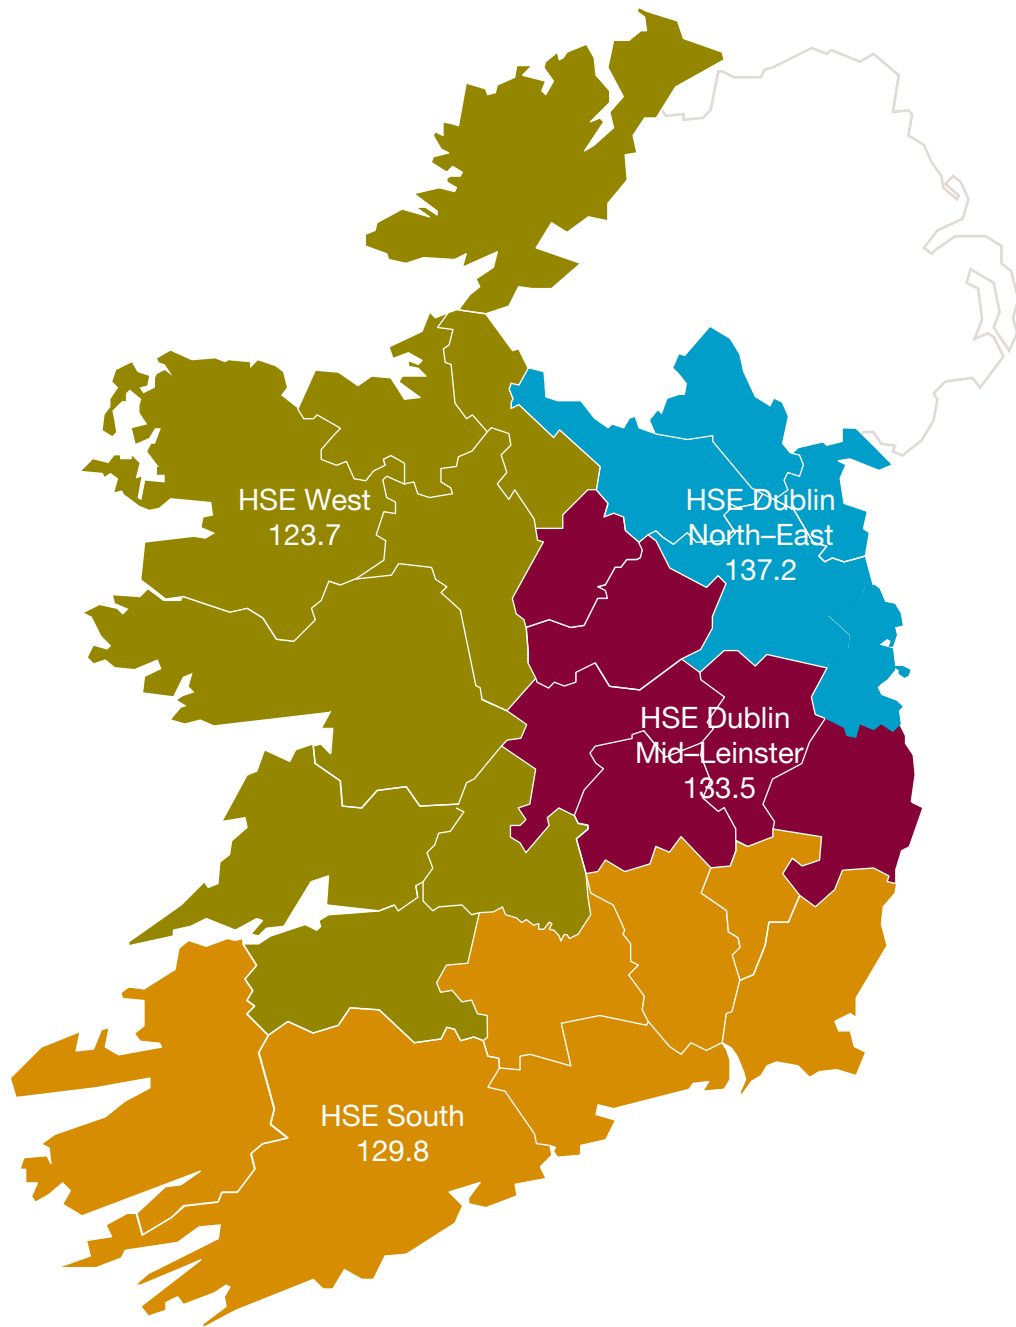 HSE West
123.7
HSE Dublin
North–East
137.2
HSE Dublin
Mid–Leinster
133.5
HSE South
129.8